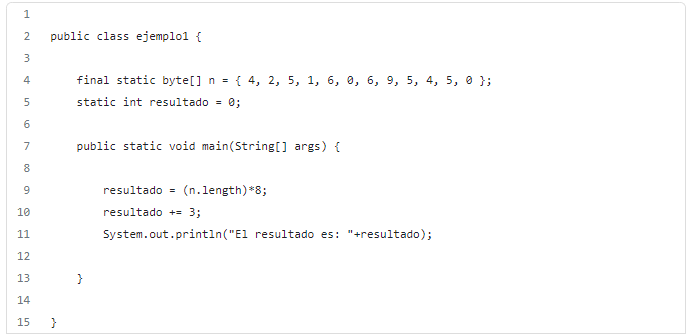 1
2 public class ejemplo1 {
3
4 final static byte[] n = { 4, 2, 5, 1, 6, 0, 6, 9, 5, 4, 5, 0 };
5 static int resultado = 0;
6
7 public static void main(String[] args) {
8
9 resultado = (n.length)*8;
10 resultado += 3;
11 System.out.println("El resultado es: "+resultado);
12
13 }
14
15 }